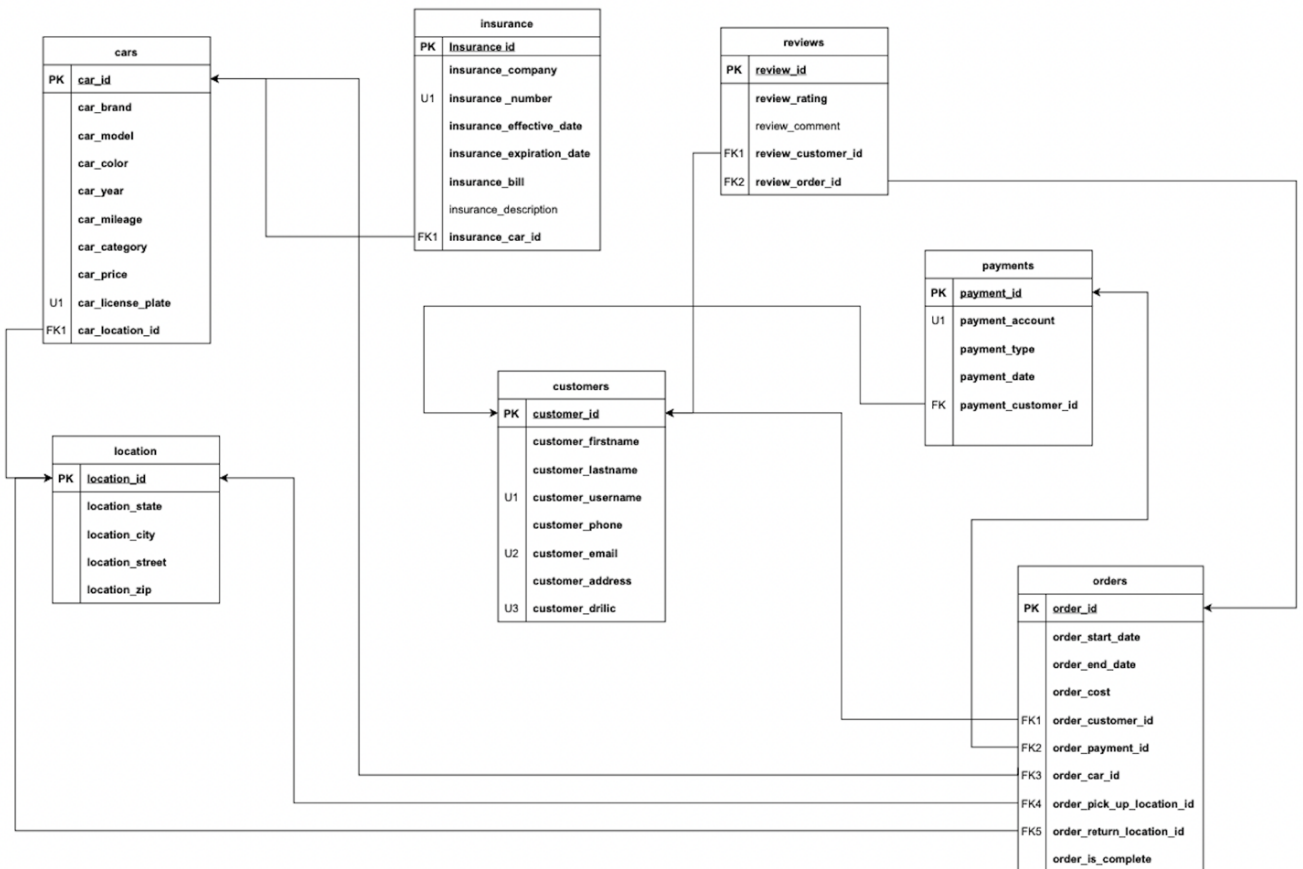 cars
PK car_id
car_brand
car_model
car_color
car_year
car_mileage
car_category
car_price
U1 car_license_plate
FK1 car_location_id
insurance
PK Insurance id
insurance_company
U1 insurance _number
insurance_effective_date
insurance_expiration_date
insurance_bill
insurance_description
FK1 insurance_car_id
reviews
PK review_id
review_rating
review_comment
FK1 review_customer_id
FK2 review_order_id
payments
PK payment_id
U1 payment_account
payment_type
payment_date
FK payment_customer_id
customers
PK customer_id
customer_firstname
customer_lastname
U1 customer_username
customer_phone
U2 customer_email
customer_address
U3 customer_drilic
location
PK location_id
location_state
location_city
location_street
location_zip
orders
PK order_id
order_start_date
order_end_date
order_cost
FK1 order_customer_id
FK2 order_payment_id
FK3 order_car_id
FK4 order_pick_up_location_id
FK5 order_return_location_id
order_is_complete